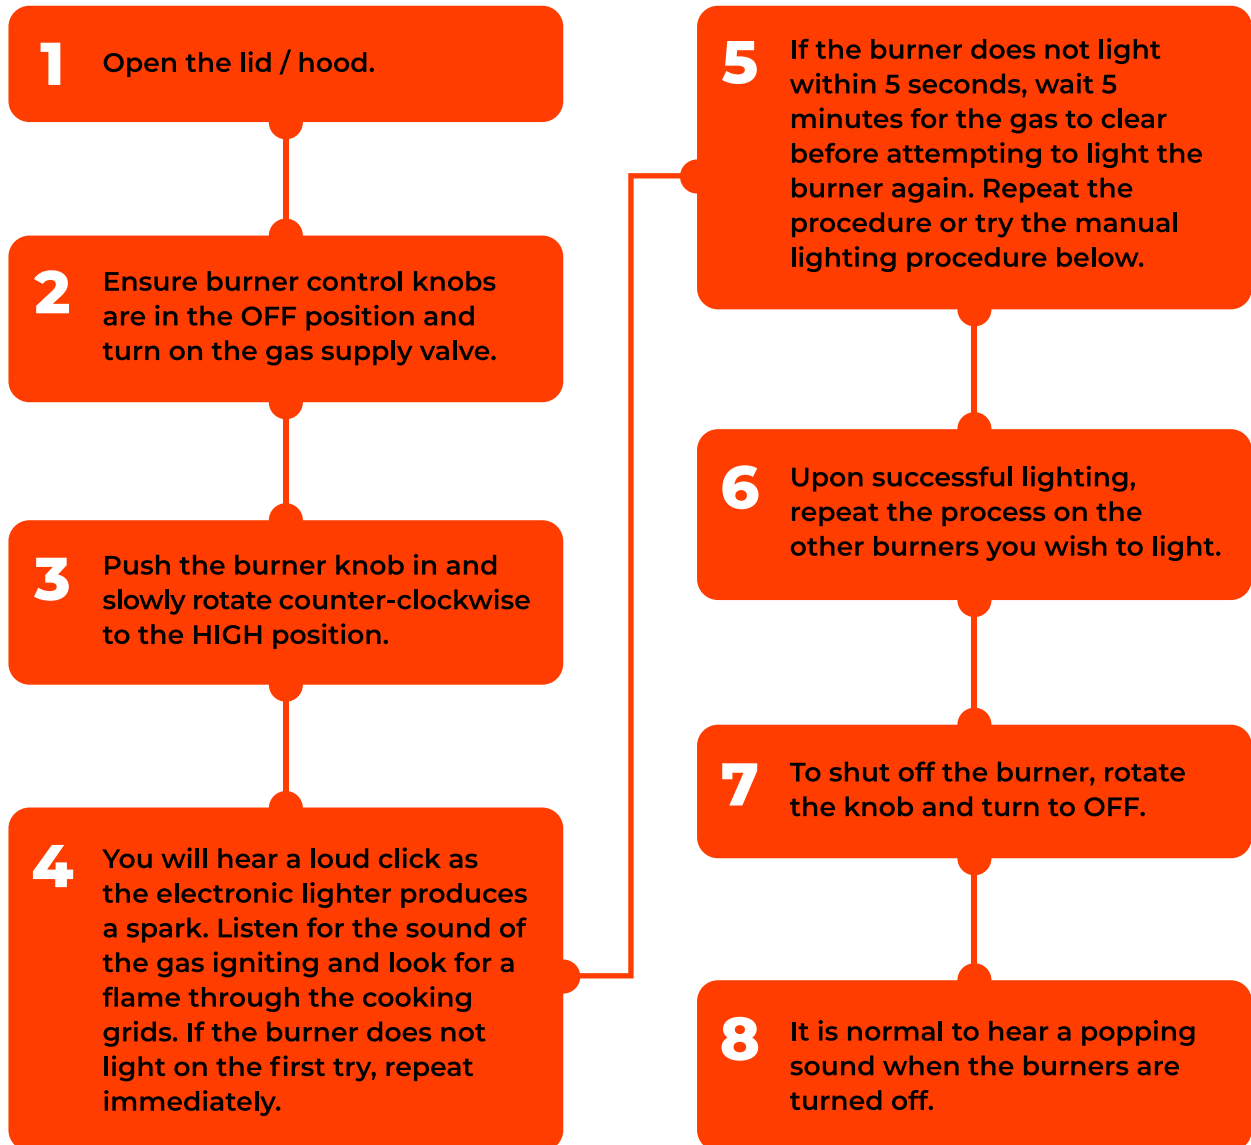 1
Open the lid / hood.
2
Ensure burner control knobs
are in the OFF position and
turn on the gas supply valve.
3
Push the burner knob in and
slowly rotate counter-clockwise
to the HIGH position.
4
You will hear a loud click as
the electronic lighter produces
a spark. Listen for the sound of
the gas igniting and look for a
flame through the cooking
grids. If the burner does not
light on the first try, repeat
immediately.
5
If the burner does not light
within 5 seconds, wait 5
minutes for the gas to clear
before attempting to light the
burner again. Repeat the
procedure or try the manual
lighting procedure below.
6
Upon successful lighting,
repeat the process on the
other burners you wish to light.
7
To shut off the burner, rotate
the knob and turn to OFF.
8
It is normal to hear a popping
sound when the burners are
turned off.